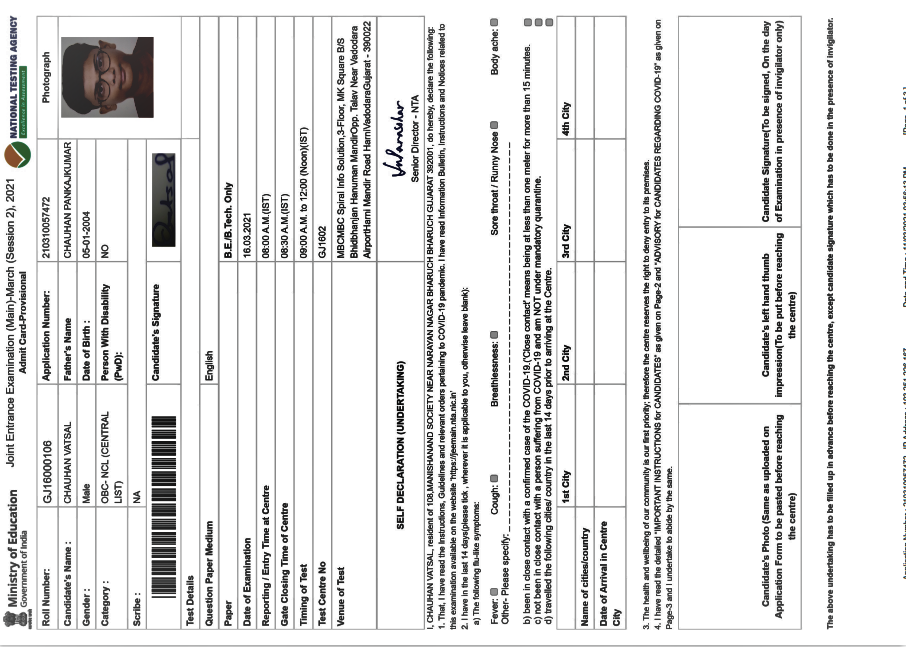 Ministry of Education
Government of India
Joint Entrance Examination (Main)-March (Session 2), 2021
Admit Card-Provisional
NATIONAL TESTING AGENCY
Excellence in Assessment
Roll Number: GJ16000106 Application Number: 210310057472 Photograph
Candidate's Name : CHAUHAN VATSAL Father's Name CHAUHAN PANKAJKUMAR
Gender : Male Date of Birth : 05-01-2004
Category : OBC- NCL (CENTRAL LIST) Person With Disability (PwD): NO
Scribe : NA
Candidate's Signature
Test Details
Question Paper Medium English
Paper B.E./B.Tech. Only
Date of Examination 16.03.2021
Reporting / Entry Time at Centre 08:00 A.M.(IST)
Gate Closing Time of Centre 08:30 A.M.(IST)
Timing of Test 09:00 A.M. to 12:00 (Noon)(IST)
Test Centre No GJ1602
Venue of Test MBCMBC Spiral Info Solution,3-Floor, MK Square B/S
Bhidbhanjan Hanuman MandirOpp. Talav Near Vadodara
AirportHarni Mandir Road HarniVadodaraGujarat - 390022
Senior Director - NTA
SELF DECLARATION (UNDERTAKING)
I, CHAUHAN VATSAL, resident of 108,MANISHANAND SOCIETY NEAR NARAYAN NAGAR BHARUCH BHARUCH GUJARAT 392001, do hereby, declare the following:
1. That, I have read the Instructions, Guidelines and relevant orders pertaining to COVID-19 pandemic. I have read Information Bulletin, Instructions and Notices related to
this examination available on the website 'https://jeemain.nta.nic.in'
2. I have in the last 14 days(please tick , wherever it is applicable to you, otherwise leave blank):
a) The following flu-like symptoms:
Fever: Cough: Breathlessness: Sore throat / Runny Nose Body ache:
Other- Please specify:
b) been in close contact with a confirmed case of the COVID-19.('Close contact' means being at less than one meter for more than 15 minutes.
c) not been in close contact with a person suffering from COVID-19 and am NOT under mandatory quarantine.
d) travelled the following cities/ country in the last 14 days prior to arriving at the Centre.
1st City 2nd City 3rd City 4th City
Name of cities/country
Date of Arrival in Centre City
3. The health and wellbeing of our community is our first priority; therefore the centre reserves the right to deny entry to its premises.
4. I have read the detailed "IMPORTANT INSTRUCTIONS for CANDIDATES" as given on Page-2 and "ADVISORY for CANDIDATES REGARDING COVID-19" as given on
Page-3 and I undertake to abide by the same.
Candidate's Photo (Same as uploaded on Application Form to be pasted before reaching the centre)
Candidate's left hand thumb impression(To be put before reaching the centre)
Candidate Signature(To be signed, On the day of Examination in presence of invigilator only)
The above undertaking has to be filled up in advance before reaching the centre, except candidate signature which has to be done in the presence of Invigilator.